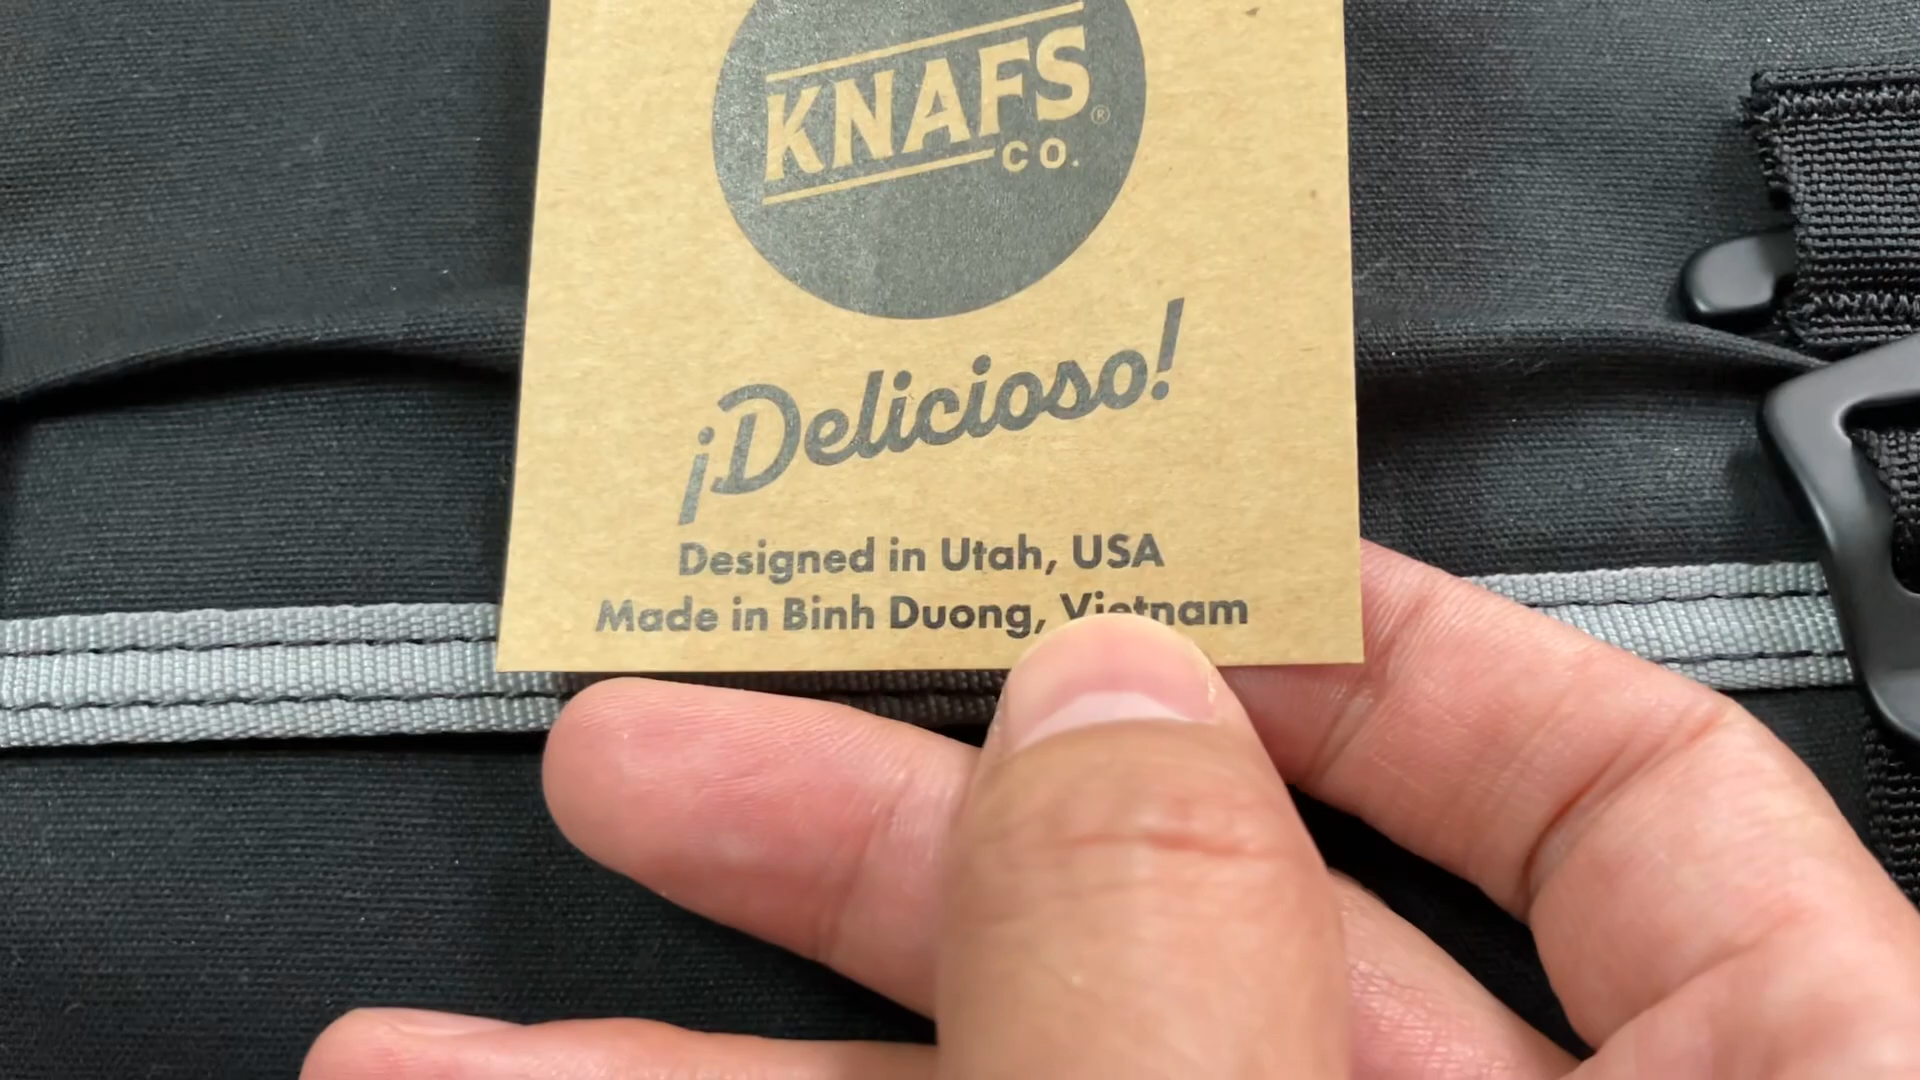 KNAFS®
CO.
¡Delicioso!
Designed in Utah, USA
Made in Binh Duong, Vietnam